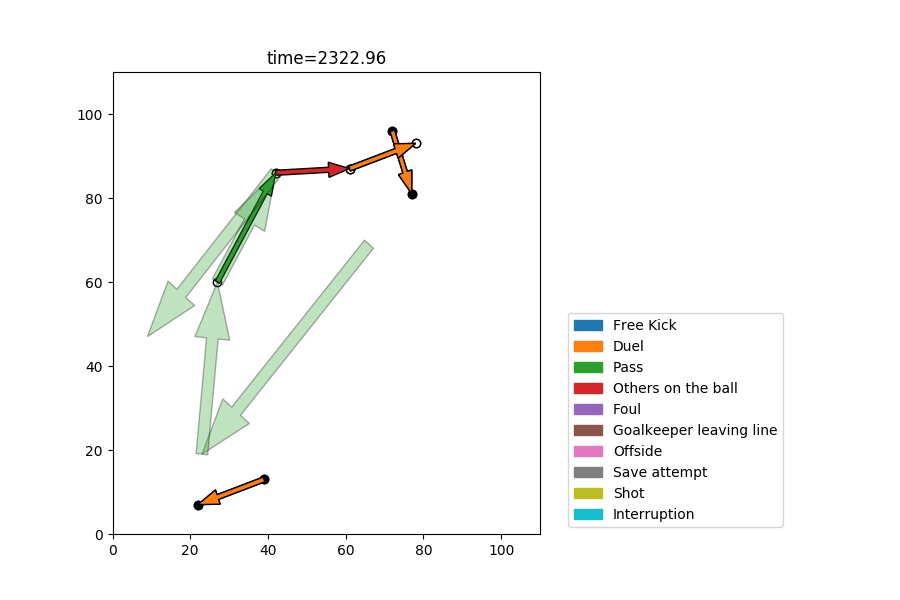 time=2322.96
100
80
60
40
20
0
0 20 40 60 80 100
Free Kick
Duel
Pass
Others on the ball
Foul
Goalkeeper leaving line
Offside
Save attempt
Shot
Interruption